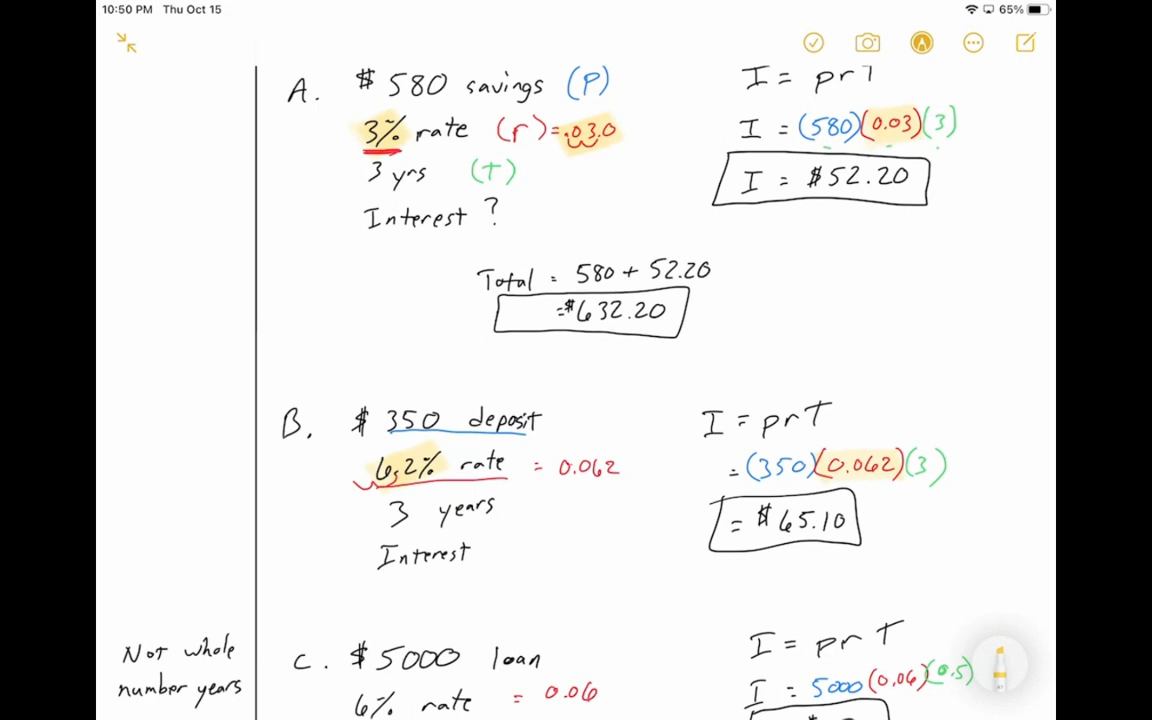 10:50 PM Thu Oct 15
65%
A. $ 580 savings (P)
3% rate (r) = .03.0
3 yrs (T)
Interest ?
I = prT
I = (580)(0.03)(3)
I = $52.20
Total = 580 + 52.20
=$632.20
B. $ 350 deposit
6.2% rate = 0.062
3 years
Interest
I = prT
= (350)(0.062)(3)
= $65.10
Not whole
number years
C. $5000 loan
6% rate = 0.06
I = prT
I = 5000(0.06)(0.5)